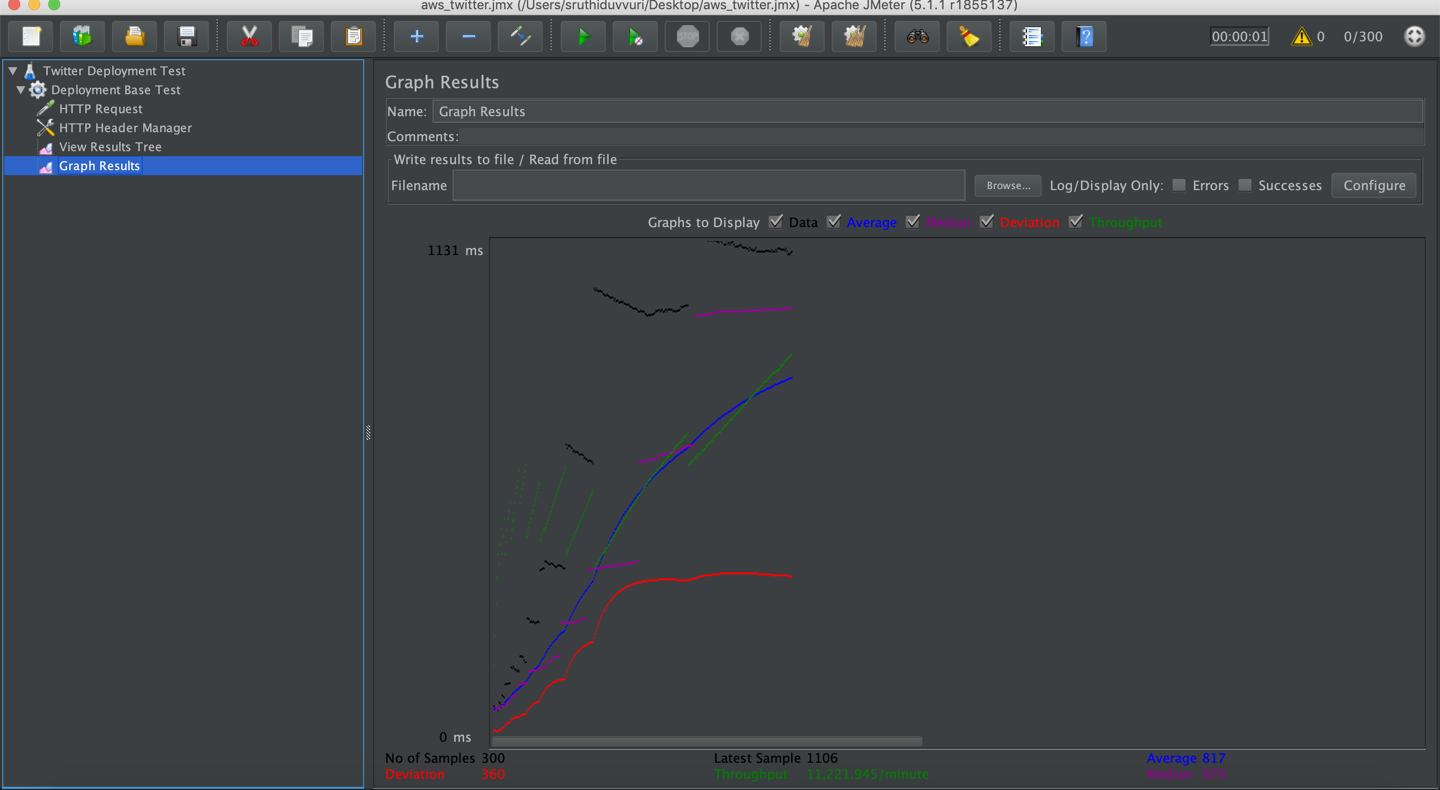 aws_twitter.jmx (/Users/sruthiduvvuri/Desktop/aws_twitter.jmx) - Apache JMeter (5.1.1 r1855137)
STOP
00:00:01
0
0/300
Twitter Deployment Test
Deployment Base Test
HTTP Request
HTTP Header Manager
View Results Tree
Graph Results
Graph Results
Name: Graph Results
Comments:
Write results to file / Read from file
Filename
Browse...
Log/Display Only:
Errors
Successes
Configure
Graphs to Display
Data
Average
Median
Deviation
Throughput
1131 ms
0 ms
No of Samples 300
Latest Sample 1106
Average 817
Deviation 360
Throughput 11,221.945/minute
Median 979